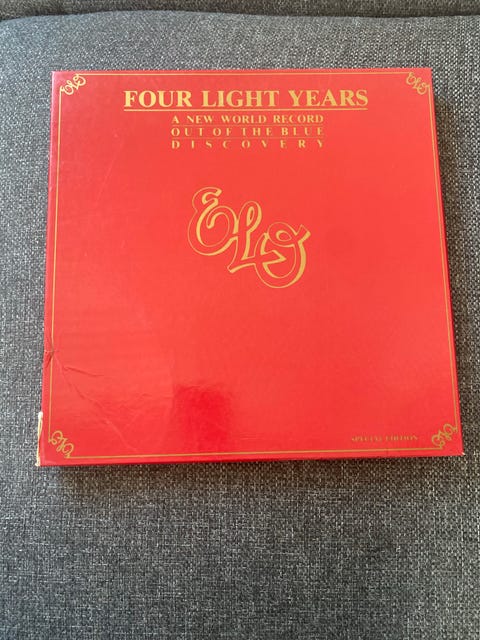 FOUR LIGHT YEARS
A NEW WORLD RECORD
OUT OF THE BLUE
DISCOVERY
ELO
SPECIAL EDITION